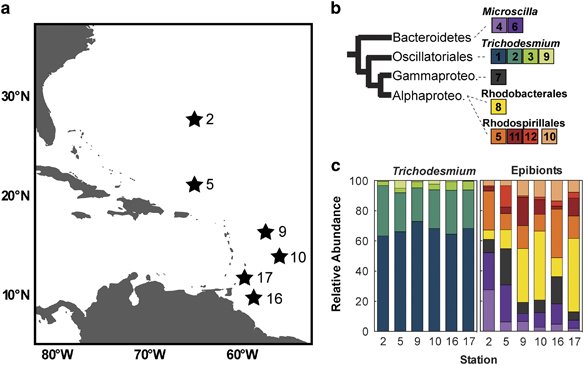 a
30°N
20°N
10°N
80°W 70°W 60°W
2
5
9
10
17
16
b
Microscilla
Bacteroidetes 4 6
Trichodesmium
Oscillatoriales 1 2 3 9
Gammaproteo. 7
Rhodobacterales
Alphaproteo. 8
Rhodospirillales
5 11 12 10
c
Trichodesmium Epibionts
Relative Abundance
100
80
60
40
20
0
2 5 9 10 16 17 2 5 9 10 16 17
Station